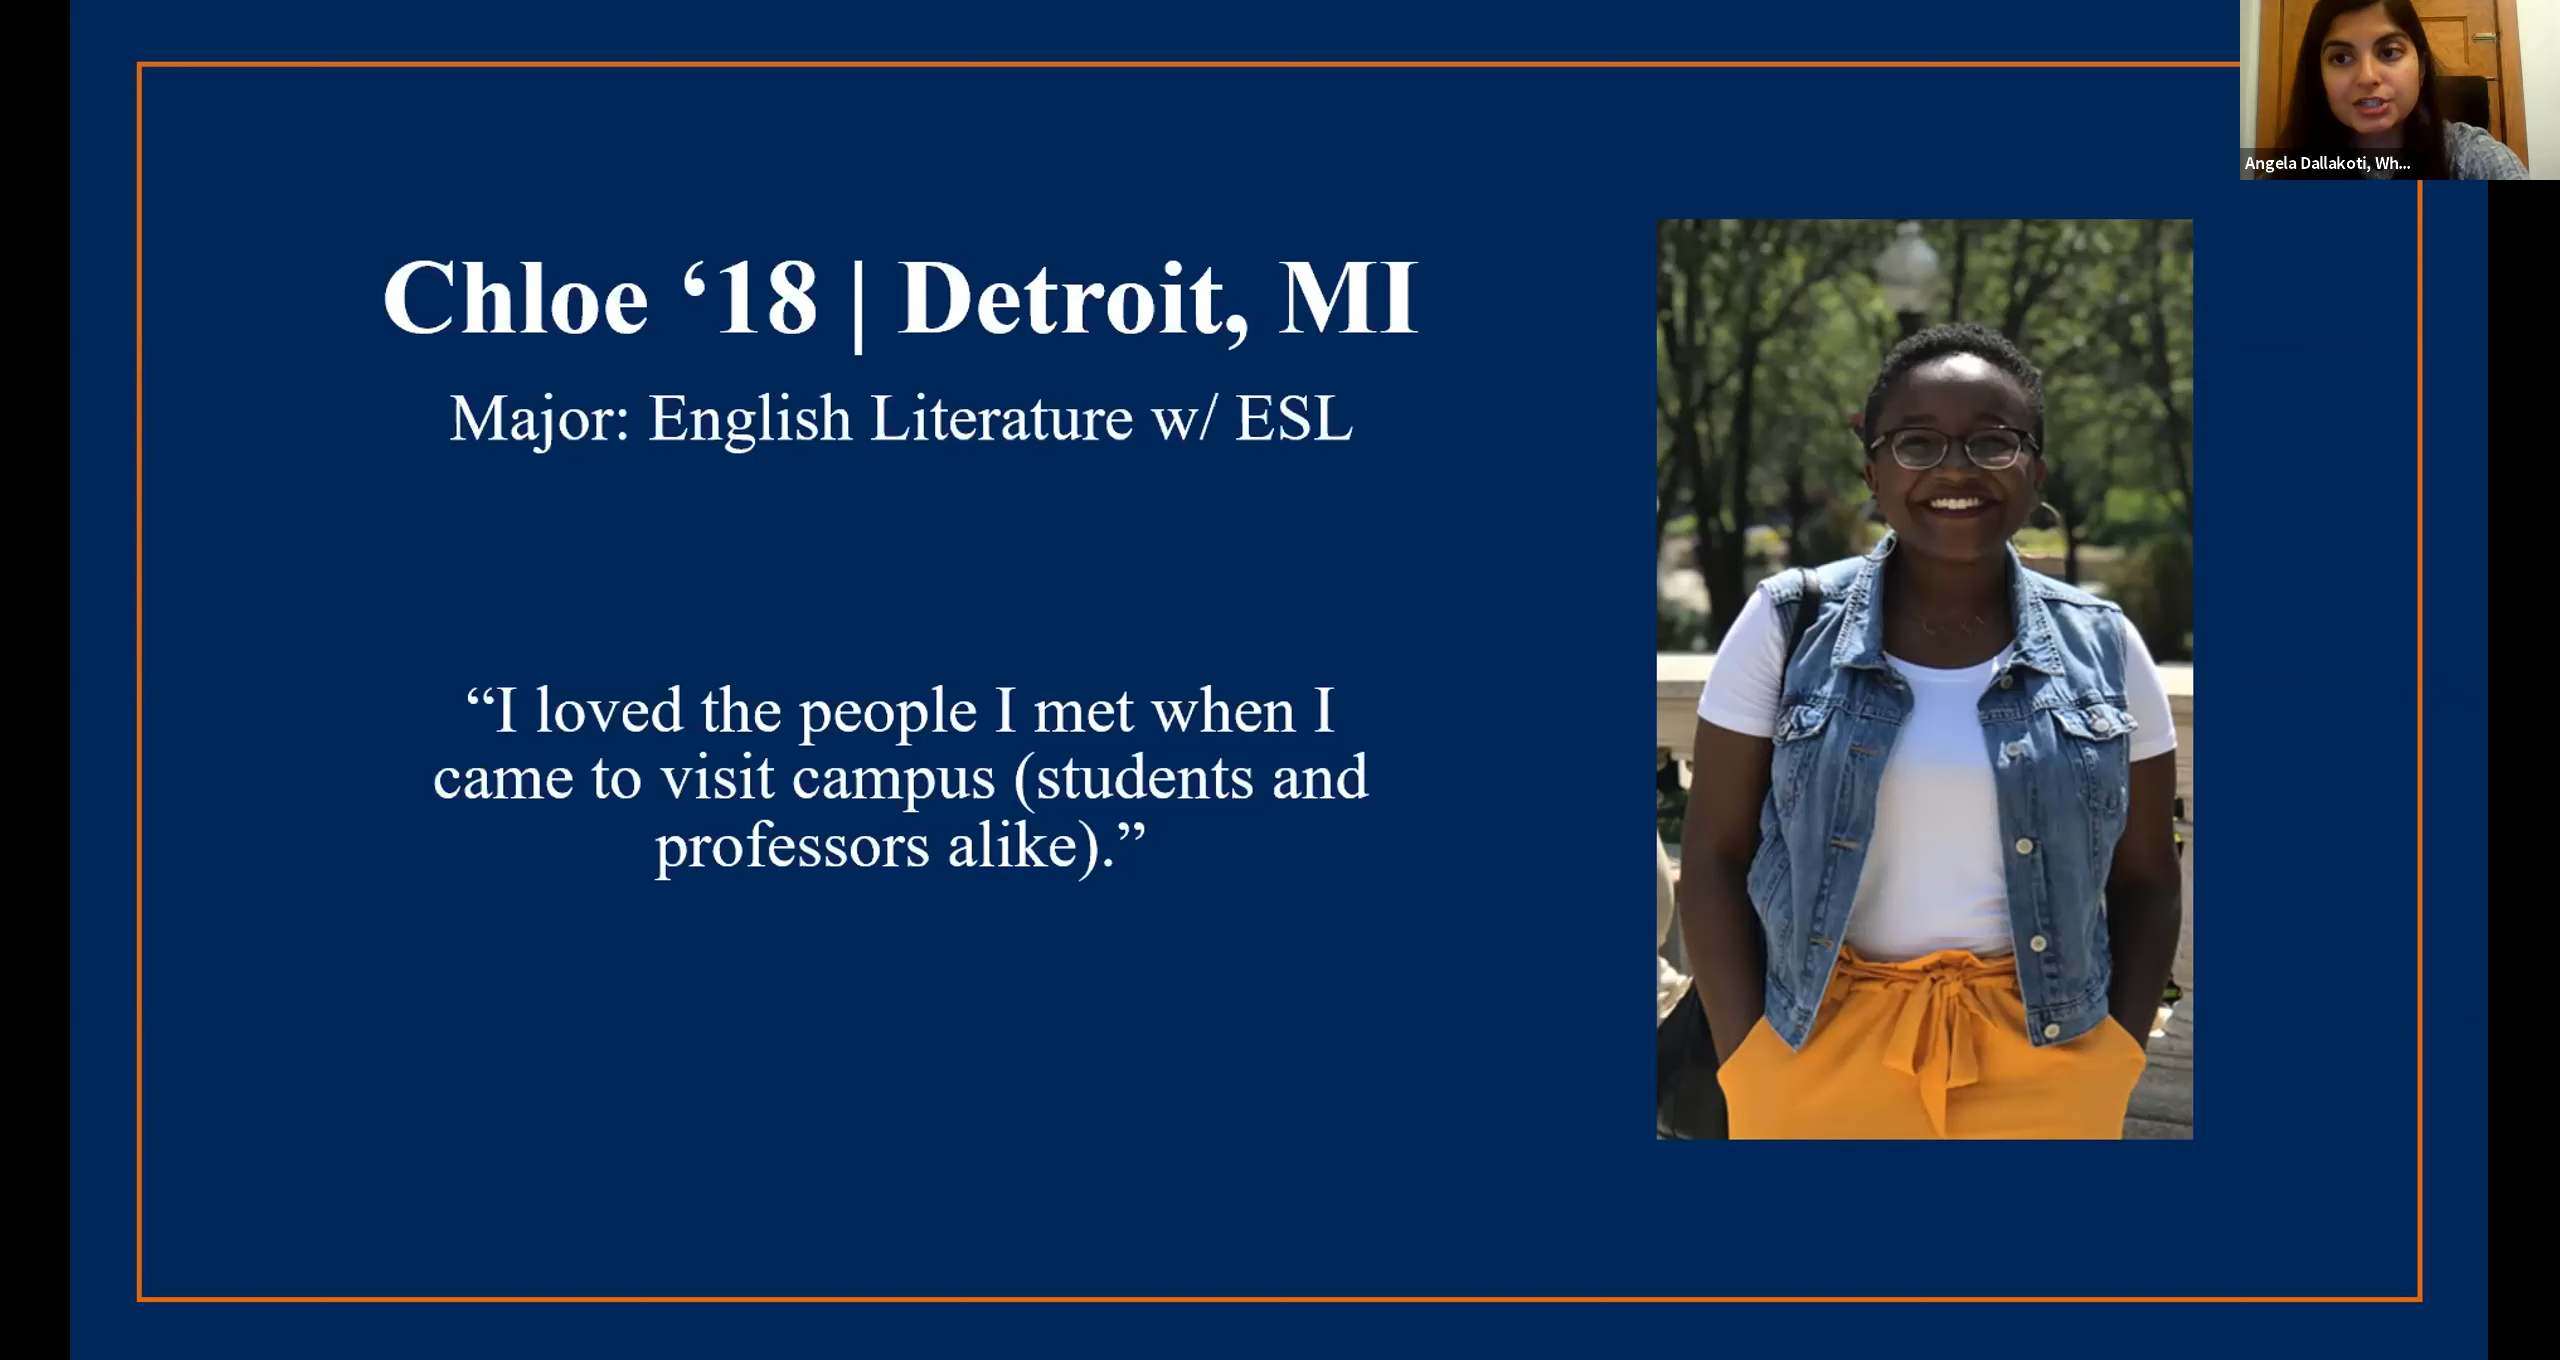 Angela Dallakoti, Wh...
Chloe ‘18 | Detroit, MI
Major: English Literature w/ ESL
“I loved the people I met when I
came to visit campus (students and
professors alike).”